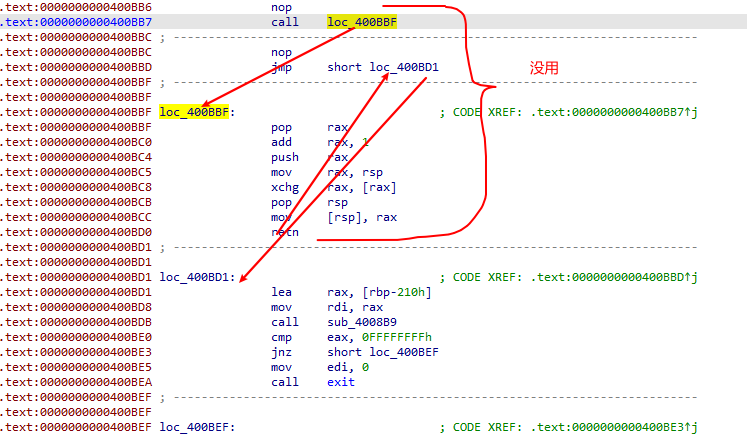 .text:0000000000400BB6 nop
.text:0000000000400BB7 call loc_400BBF
.text:0000000000400BBC ; ---------------------------------------------------------------------------
.text:0000000000400BBC nop
.text:0000000000400BBD jmp short loc_400BD1
.text:0000000000400BBF ; ---------------------------------------------------------------------------
.text:0000000000400BBF
.text:0000000000400BBF loc_400BBF: ; CODE XREF: .text:0000000000400BB7↑j
.text:0000000000400BBF pop rax
.text:0000000000400BC0 add rax, 1
.text:0000000000400BC4 push rax
.text:0000000000400BC5 mov rax, rsp
.text:0000000000400BC8 xchg rax, [rax]
.text:0000000000400BCB pop rsp
.text:0000000000400BCC mov [rsp], rax
.text:0000000000400BD0 retn
.text:0000000000400BD1 ; ---------------------------------------------------------------------------
.text:0000000000400BD1
.text:0000000000400BD1 loc_400BD1: ; CODE XREF: .text:0000000000400BBD↑j
.text:0000000000400BD1 lea rax, [rbp-210h]
.text:0000000000400BD8 mov rdi, rax
.text:0000000000400BDB call sub_4008B9
.text:0000000000400BE0 cmp eax, 0FFFFFFFFh
.text:0000000000400BE3 jnz short loc_400BEF
.text:0000000000400BE5 mov edi, 0
.text:0000000000400BEA call exit
.text:0000000000400BEF ; ---------------------------------------------------------------------------
.text:0000000000400BEF
.text:0000000000400BEF loc_400BEF: ; CODE XREF: .text:0000000000400BE3↑j
没用